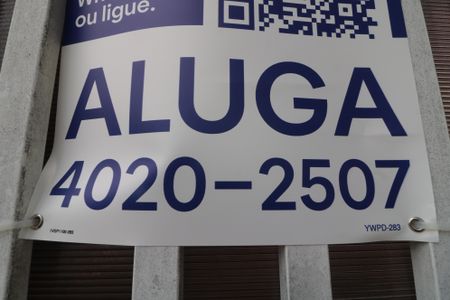 ou ligue.
ALUGA
4020-2507
YWPD-283